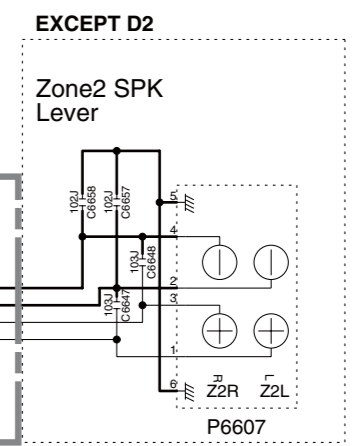 EXCEPT D2
Zone2 SPK
Lever
102J
C6658
102J
C6657
103J
C6648
103J
C6647
5
4
2
3
1
6
R
Z2R
L
Z2L
P6607